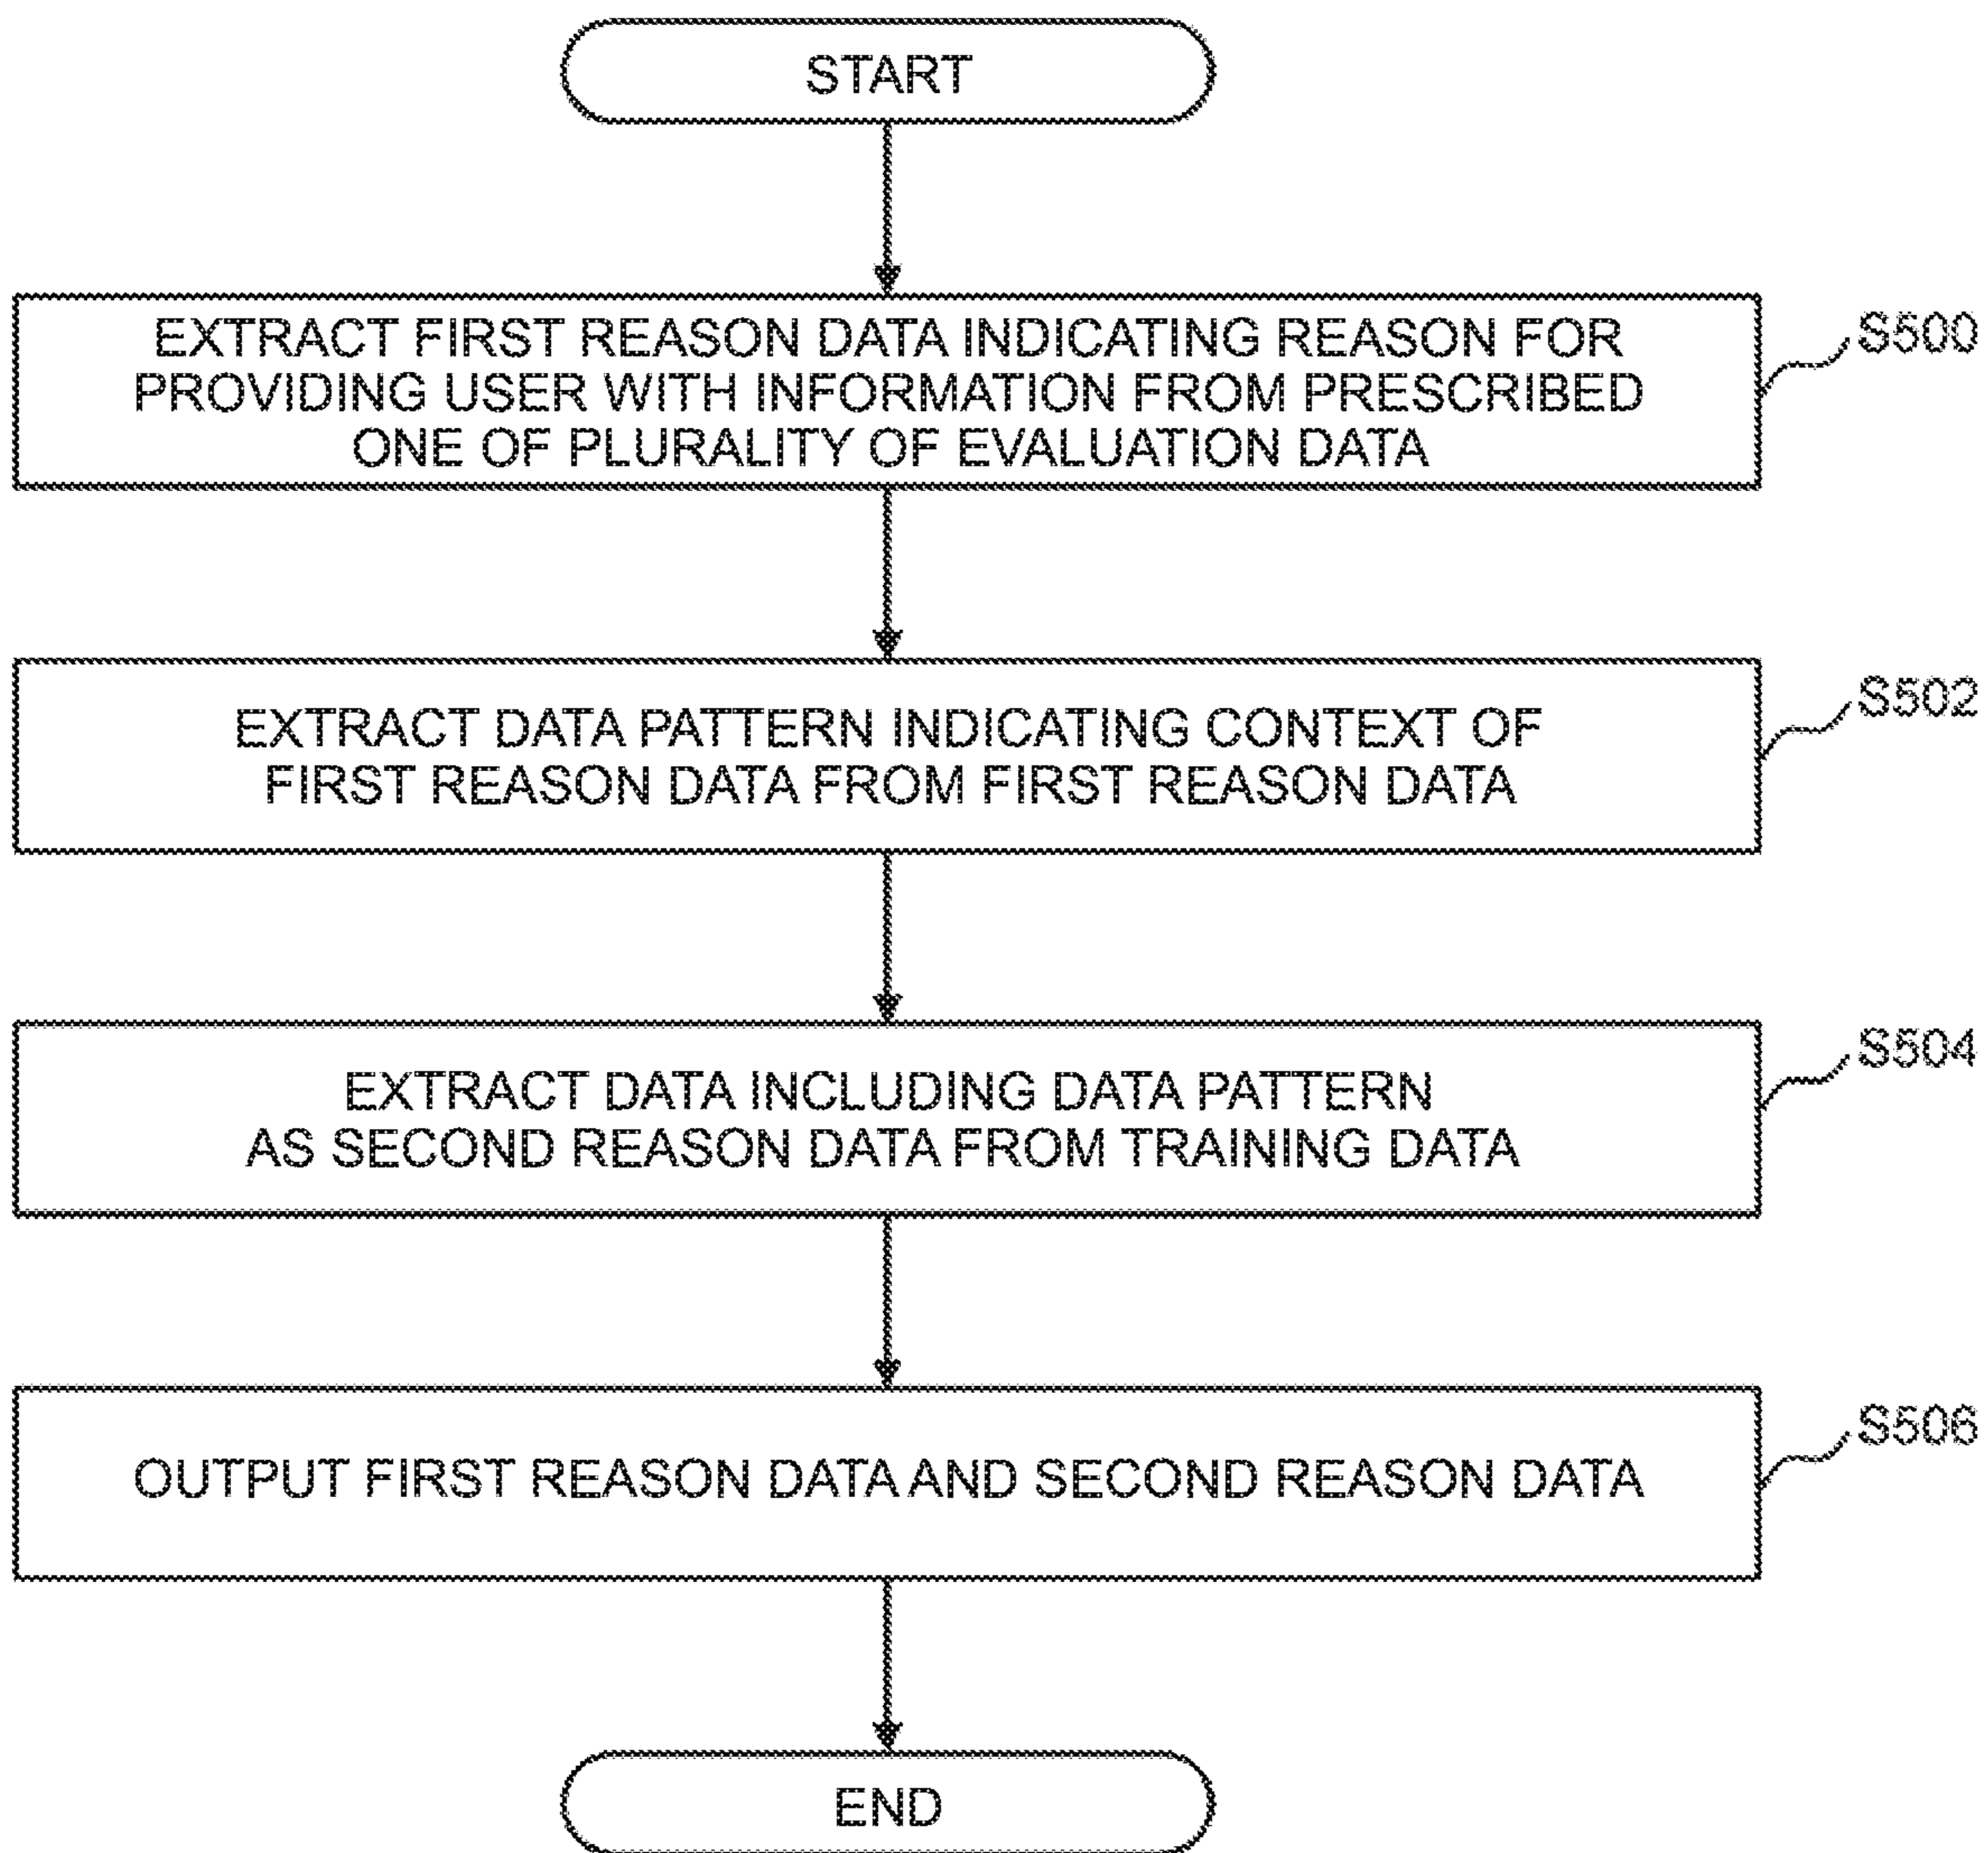 START
EXTRACT FIRST REASON DATA INDICATING REASON FOR
PROVIDING USER WITH INFORMATION FROM PRESCRIBED
ONE OF PLURALITY OF EVALUATION DATA
S500
EXTRACT DATA PATTERN INDICATING CONTEXT OF
FIRST REASON DATA FROM FIRST REASON DATA
S502
EXTRACT DATA INCLUDING DATA PATTERN
AS SECOND REASON DATA FROM TRAINING DATA
S504
OUTPUT FIRST REASON DATA AND SECOND REASON DATA
S506
END